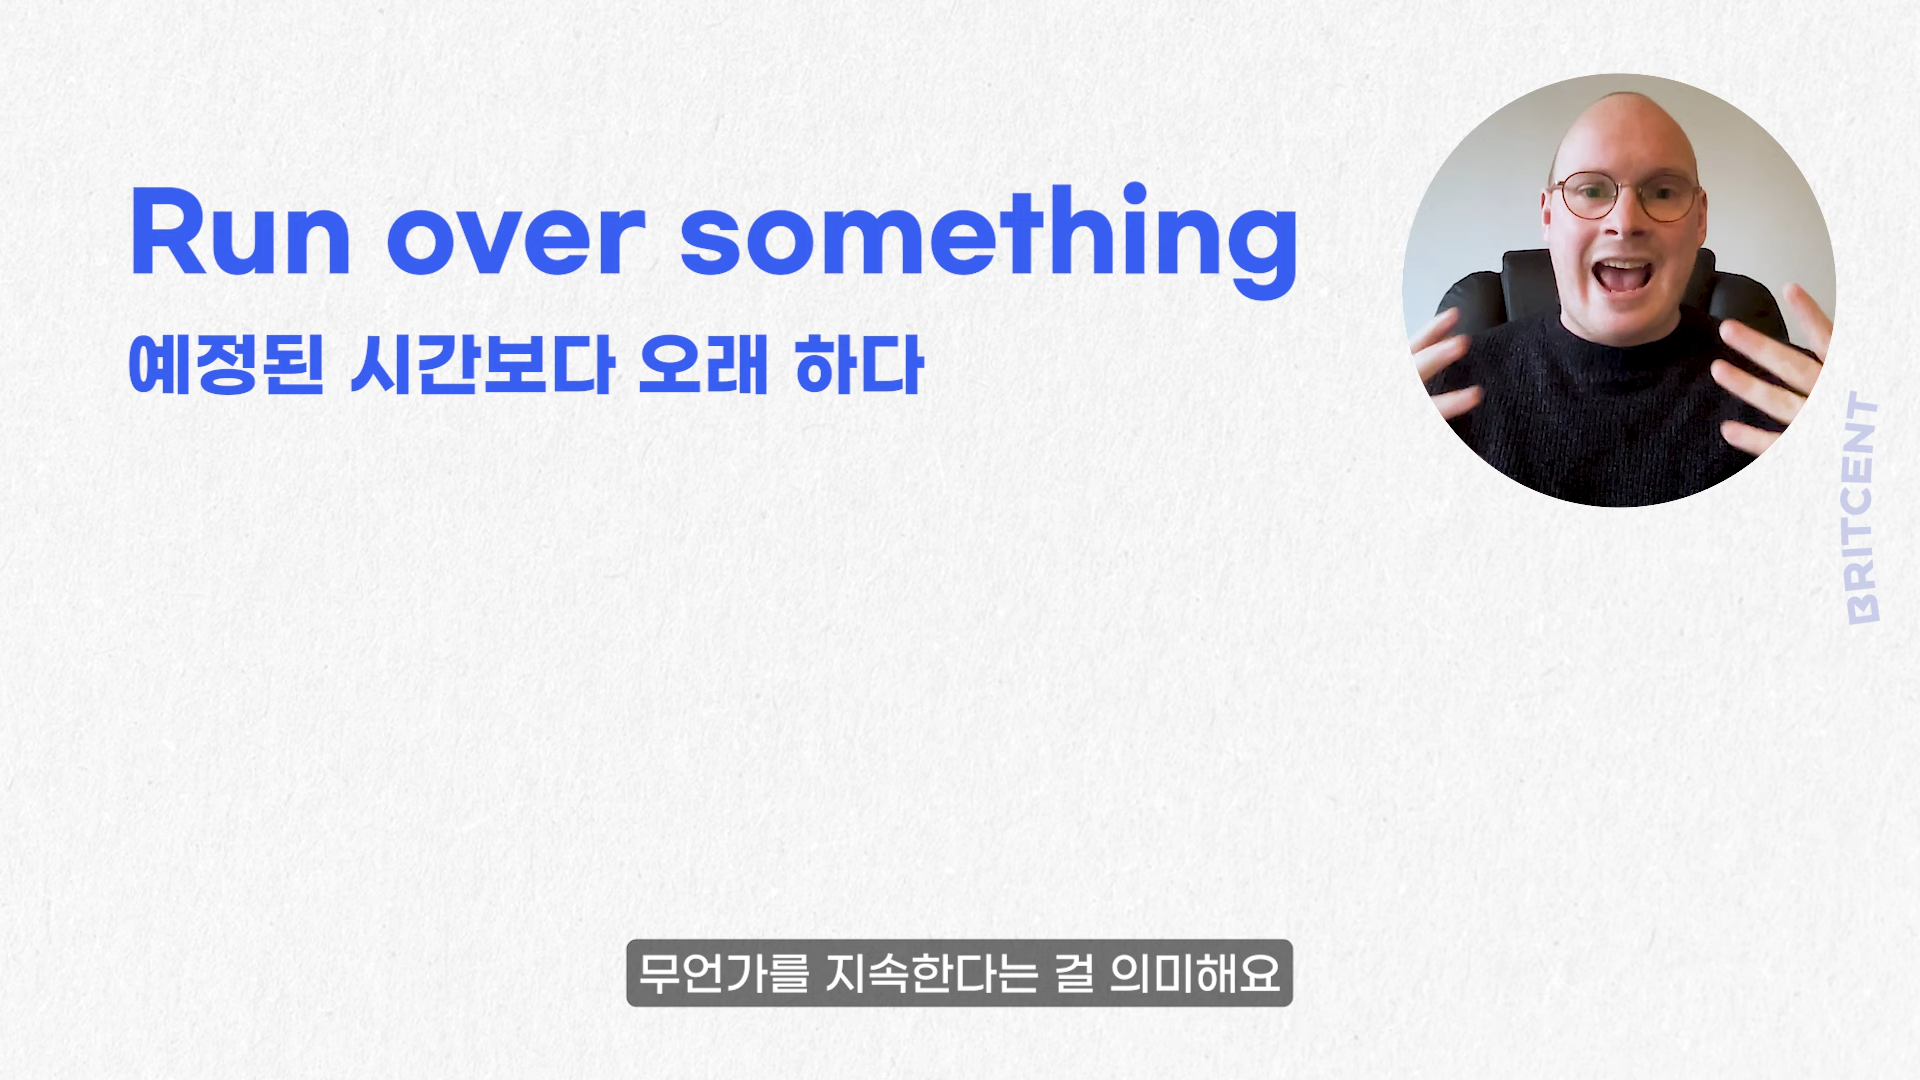 Run over something
예정된 시간보다 오래 하다
BRITCENT
무언가를 지속한다는 걸 의미해요